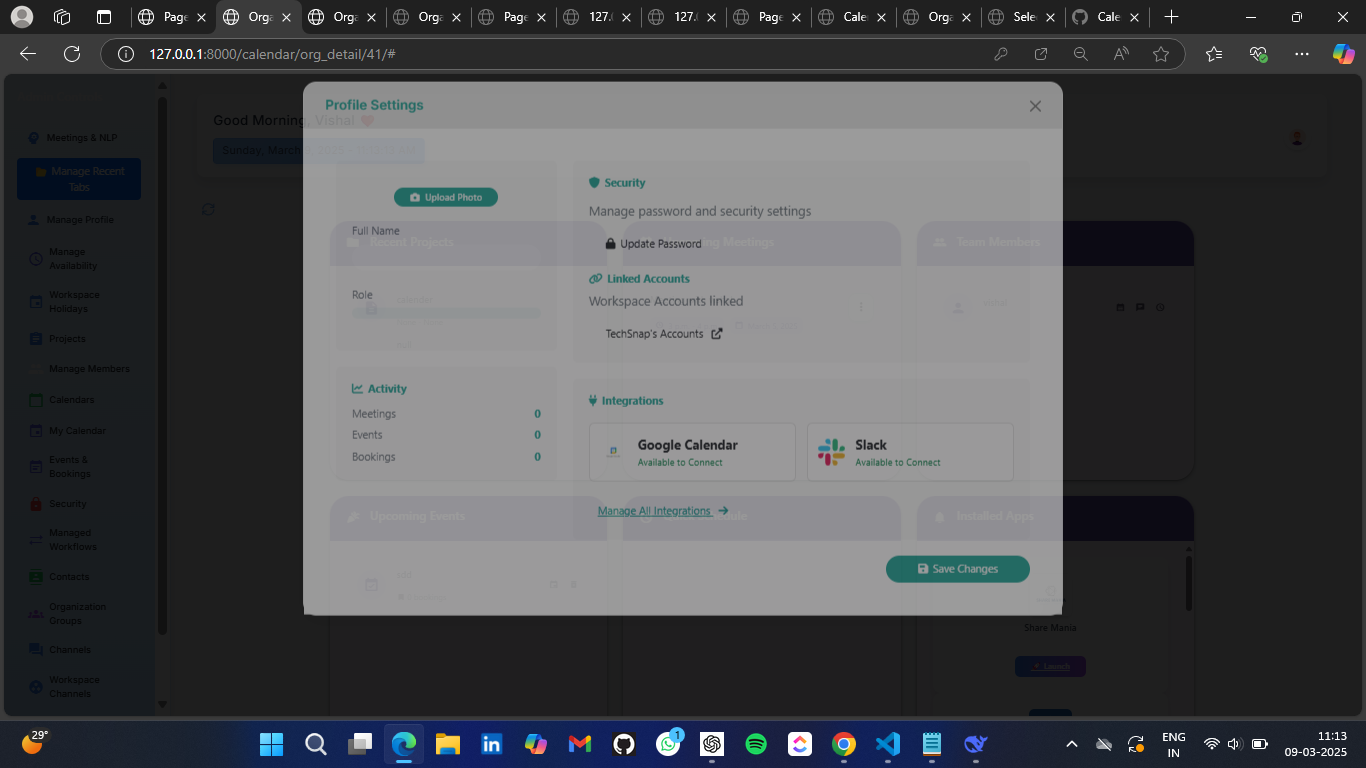 Page
Orga
Orga
Orga
Page
127.0
127.
Page
Caler
Orga
Selec
Cale
127.0.0.1:8000/calendar/org_detail/41/#
Profile Settings
Good Morning, Vishal
Sunday, March
Meetings & NLP
Manage Recent
Tabs
Manage Profile
Manage
Availability
Workspace
Holidays
Projects
Manage Members
Calendars
My Calendar
Events &
Bookings
Security
Managed
Workflows
Contacts
Organization
Groups
Channels
Workspace
Channels
Upload Photo
Full Name
Recent Projects
Role
Activity
Meetings 0
Events 0
Bookings 0
Security
Manage password and security settings
Update Password
Meetings
Team Members
Linked Accounts
Workspace Accounts linked
TechSnap's Accounts
Integrations
Google Calendar
Available to Connect
Slack
Available to Connect
Manage All Integrations
Upcoming Events
Installed Apps
Save Changes
Share Mania
Launch
29°
1
ENG
IN
11:13
09-03-2025